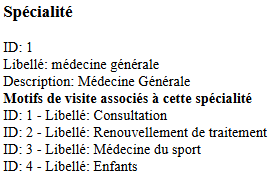 Spécialité
ID: 1
Libellé: médecine générale
Description: Médecine Générale
Motifs de visite associés à cette spécialité
ID: 1 - Libellé: Consultation
ID: 2 - Libellé: Renouvellement de traitement
ID: 3 - Libellé: Médecine du sport
ID: 4 - Libellé: Enfants